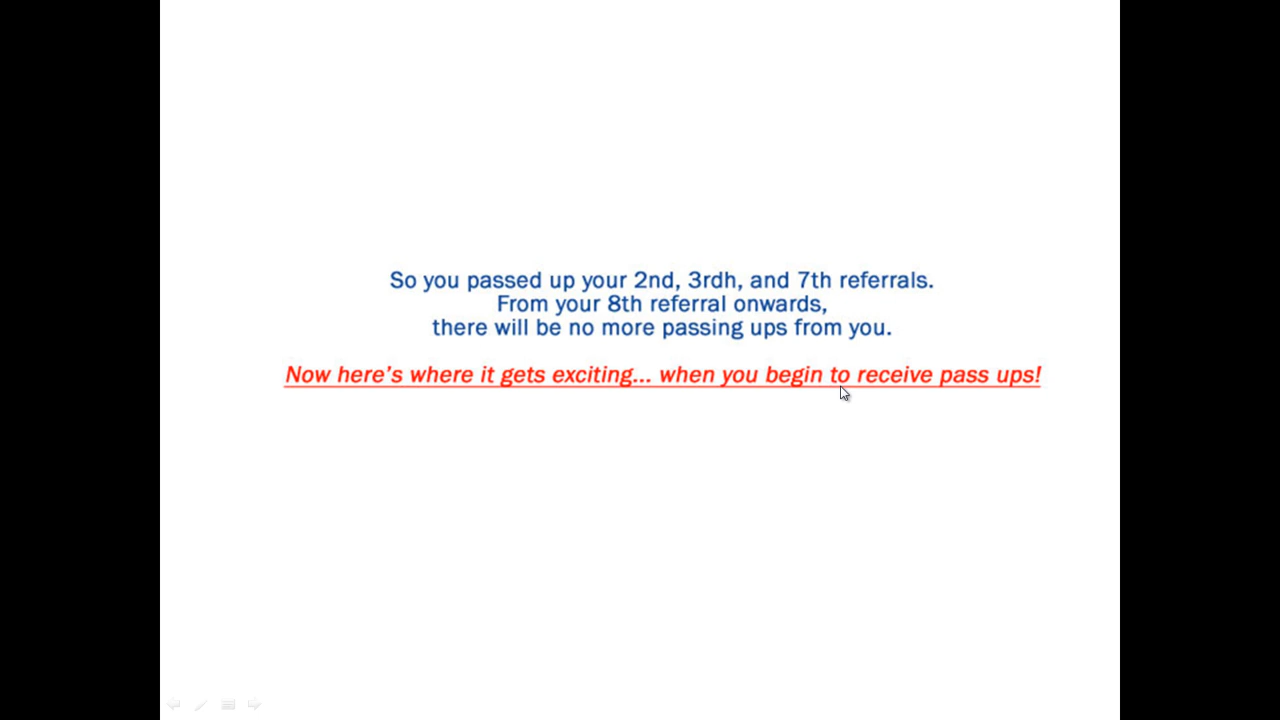 So you passed up your 2nd, 3rdh, and 7th referrals.
From your 8th referral onwards,
there will be no more passing ups from you.
Now here's where it gets exciting... when you begin to receive pass ups!